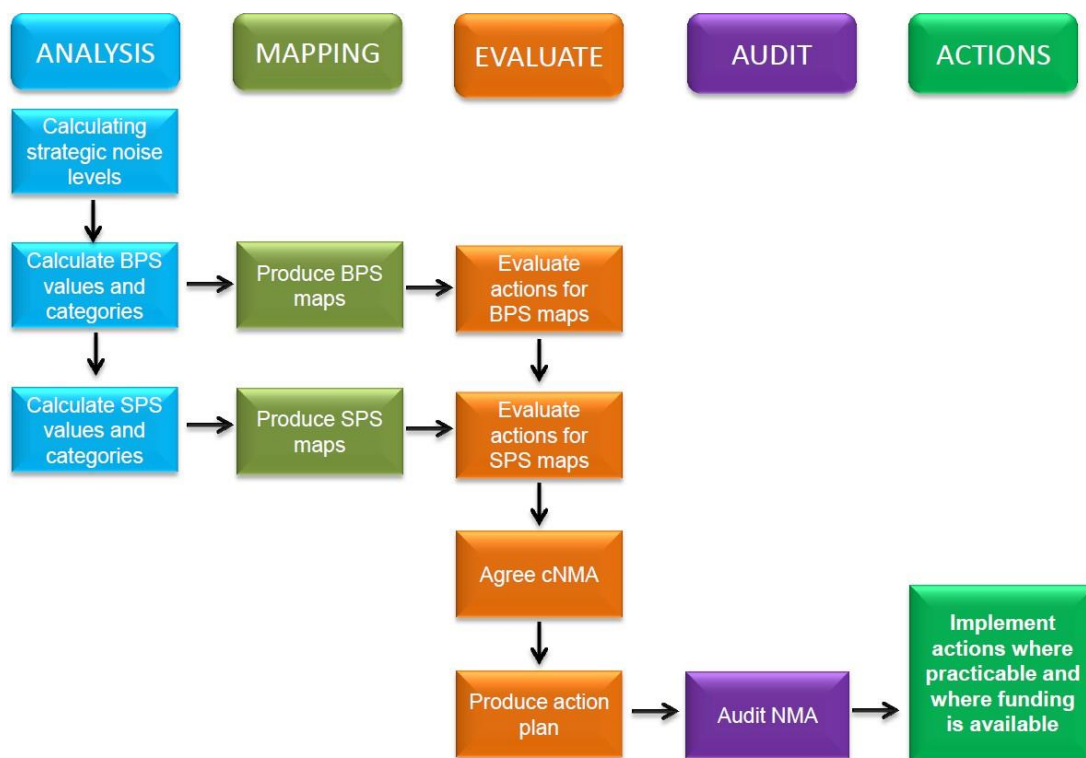 ANALYSIS
MAPPING
EVALUATE
AUDIT
ACTIONS
Calculating
strategic noise
levels
Calculate BPS
values and
categories
Produce BPS
maps
Evaluate
actions for
BPS maps
Calculate SPS
values and
categories
Produce SPS
maps
Evaluate
actions for
SPS maps
Agree cNMA
Produce action
plan
Audit NMA
Implement
actions where
practicable and
where funding
is available